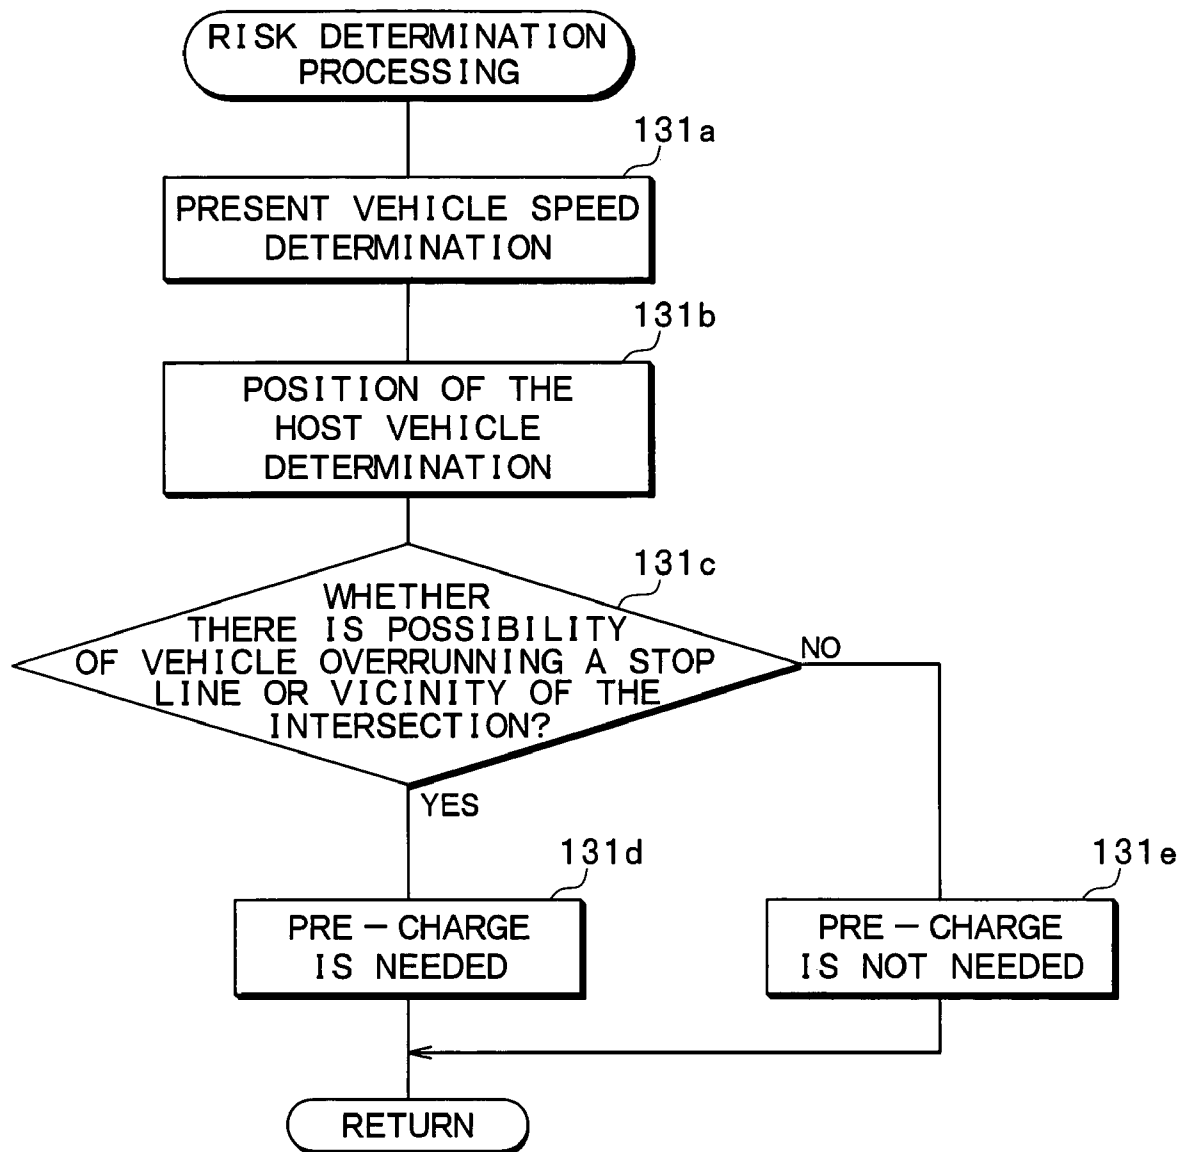 RISK DETERMINATION
PROCESSING
131a
PRESENT VEHICLE SPEED
DETERMINATION
131b
POSITION OF THE
HOST VEHICLE
DETERMINATION
131c
WHETHER
THERE IS POSSIBILITY
OF VEHICLE OVERRUNNING A STOP
LINE OR VICINITY OF THE
INTERSECTION?
NO
YES
131d
PRE-CHARGE
IS NEEDED
131e
PRE-CHARGE
IS NOT NEEDED
RETURN